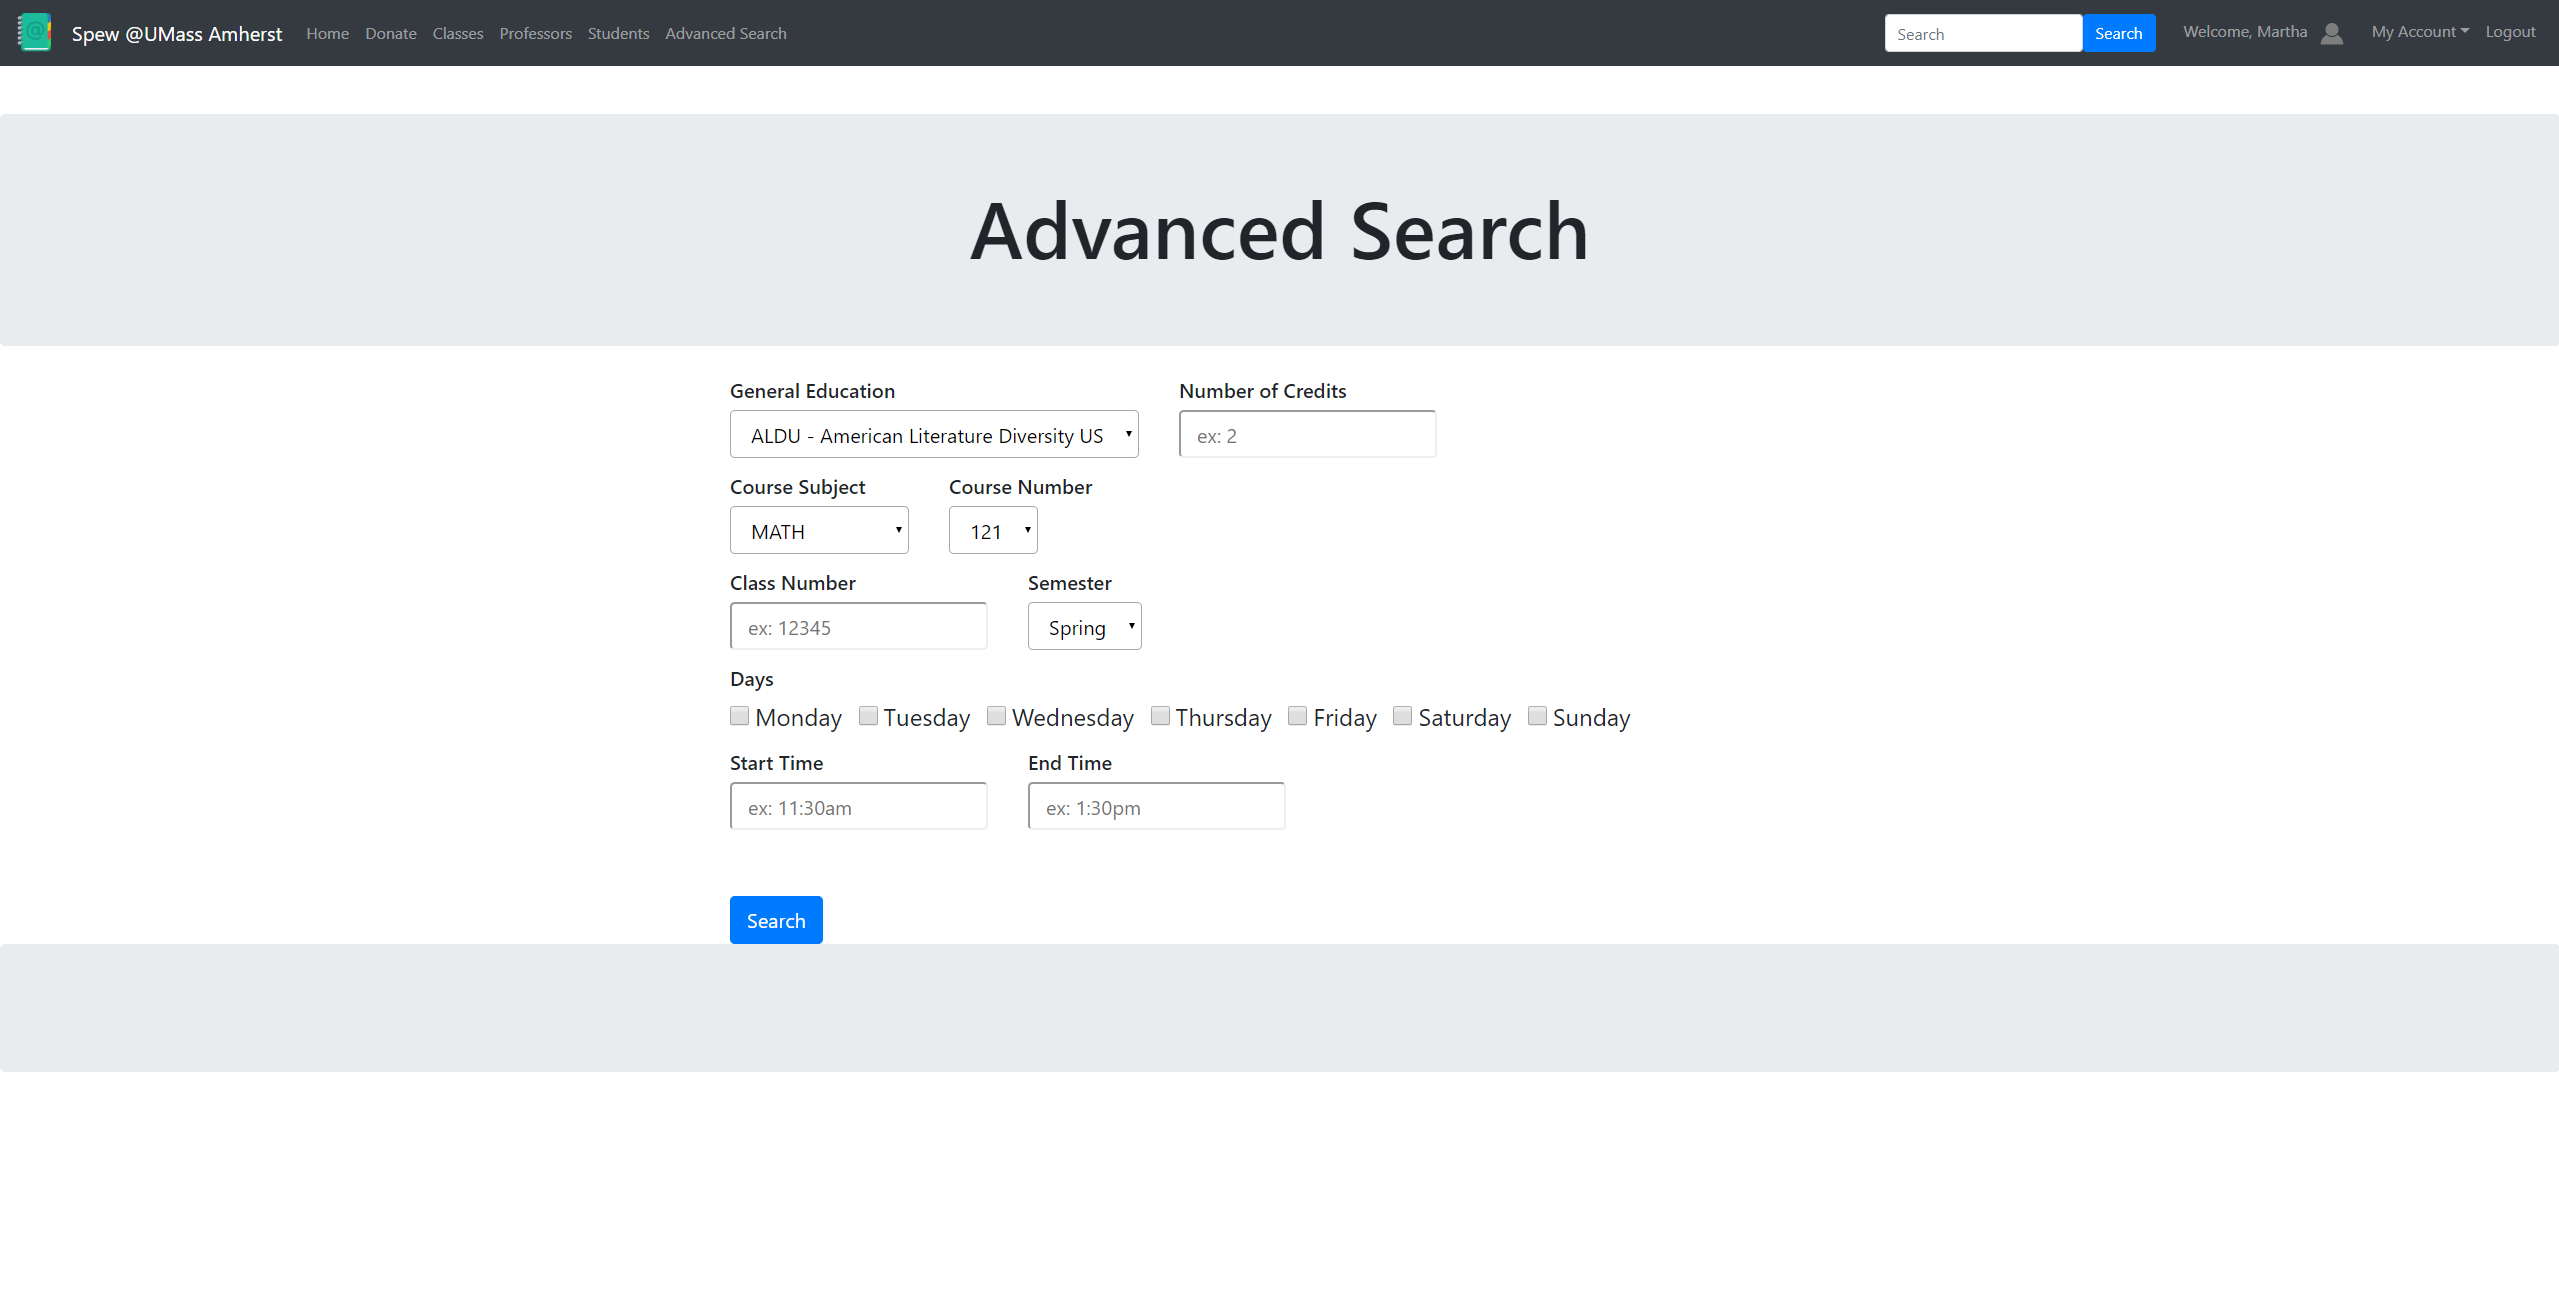 @ Spew @UMass Amherst Home Donate Classes Professors Students Advanced Search Search Search Welcome, Martha My Account Logout
Advanced Search
General Education Number of Credits
ALDU - American Literature Diversity US ex: 2
Course Subject Course Number
MATH 121
Class Number Semester
ex: 12345 Spring
Days
Monday Tuesday Wednesday Thursday Friday Saturday Sunday
Start Time End Time
ex: 11:30am ex: 1:30pm
Search